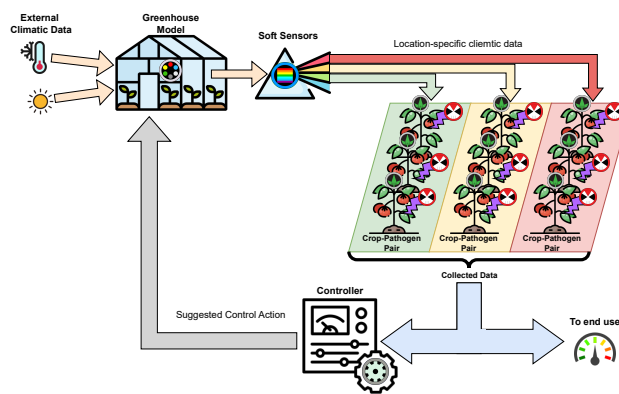 External
Climatic Data
Greenhouse
Model
Soft Sensors
Location-specific cliemtic data
Crop-Pathogen
Pair
Crop-Pathogen
Pair
Crop-Pathogen
Pair
Collected Data
Controller
Suggested Control Action
To end use